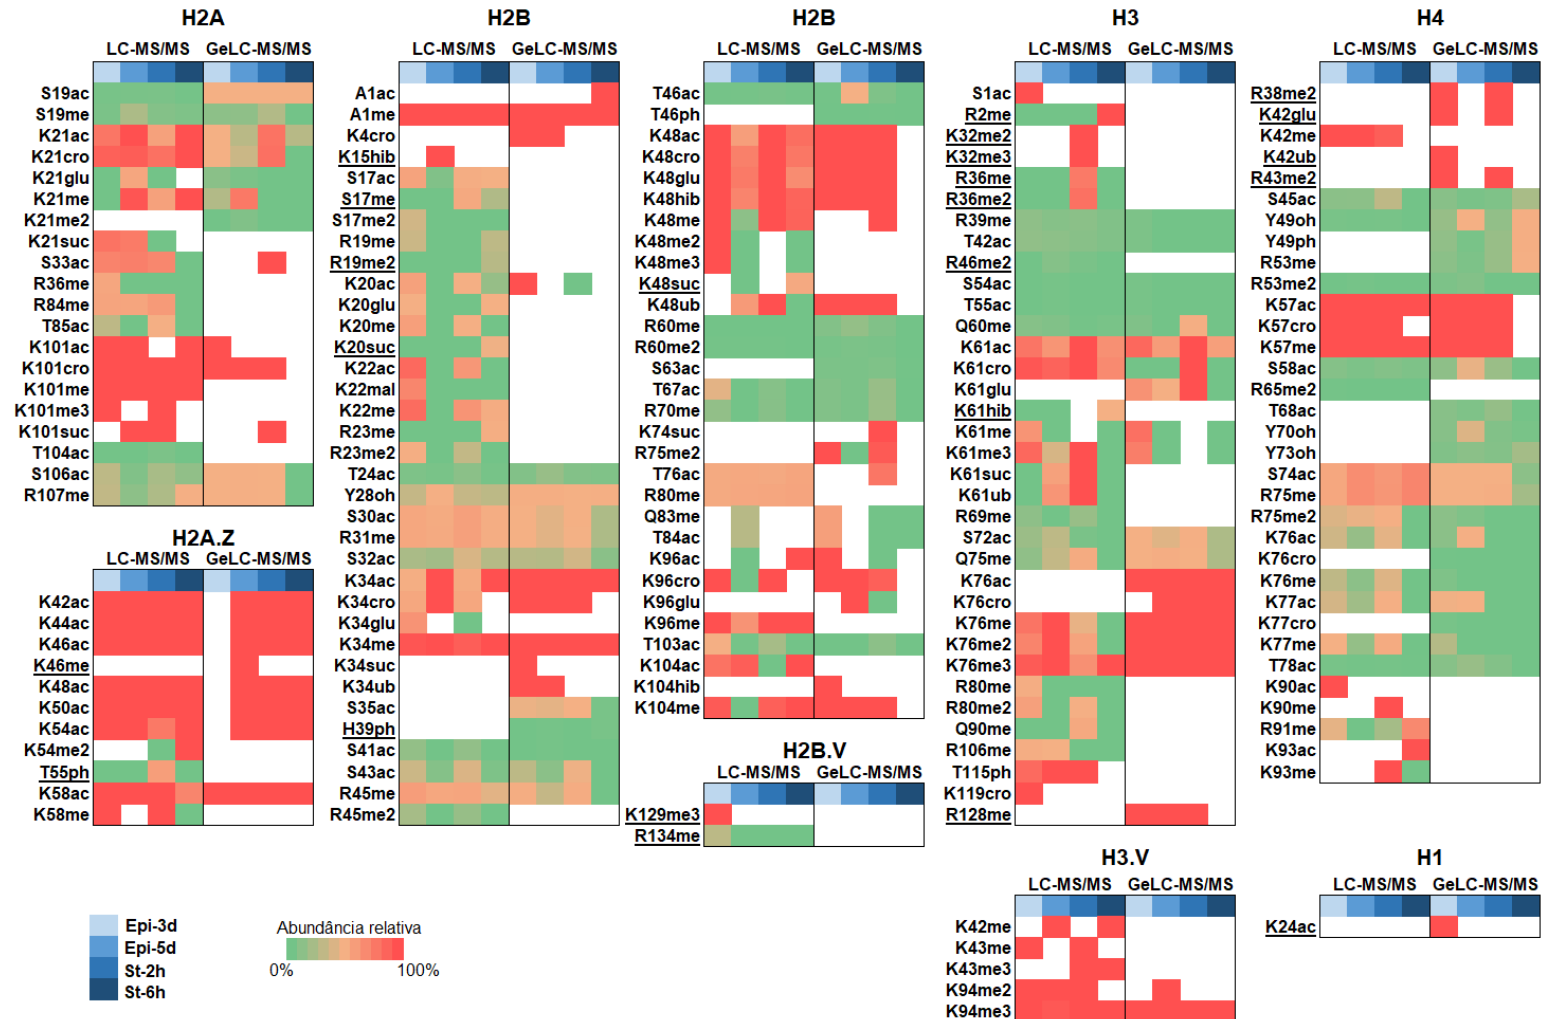 H2A
LC-MS/MS GeLC-MS/MS
S19ac
S19me
K21ac
K21cro
K21glu
K21me
K21me2
K21suc
S33ac
R36me
R84me
T85ac
K101ac
K101cro
K101me
K101me3
K101suc
T104ac
S106ac
R107me
H2A.Z
LC-MS/MS GeLC-MS/MS
K42ac
K44ac
K46ac
K46me
K48ac
K50ac
K54ac
K54me2
T55ph
K58ac
K58me
H2B
LC-MS/MS GeLC-MS/MS
A1ac
A1me
K4cro
K15hib
S17ac
S17me
S17me2
R19me
R19me2
K20ac
K20glu
K20me
K20suc
K22ac
K22mal
K22me
R23me
R23me2
T24ac
Y28oh
S30ac
R31me
S32ac
K34ac
K34cro
K34glu
K34me
K34suc
K34ub
S35ac
H39ph
S41ac
S43ac
R45me
R45me2
H2B
LC-MS/MS GeLC-MS/MS
T46ac
T46ph
K48ac
K48cro
K48glu
K48hib
K48me
K48me2
K48me3
K48suc
K48ub
R60me
R60me2
S63ac
T67ac
R70me
K74suc
R75me2
T76ac
R80me
Q83me
T84ac
K96ac
K96cro
K96glu
K96me
T103ac
K104ac
K104hib
K104me
H2B.V
LC-MS/MS GeLC-MS/MS
K129me3
R134me
H3
LC-MS/MS GeLC-MS/MS
S1ac
R2me
K32me2
K32me3
R36me
R36me2
R39me
T42ac
R46me2
S54ac
T55ac
Q60me
K61ac
K61cro
K61glu
K61hib
K61me
K61me3
K61suc
K61ub
R69me
S72ac
Q75me
K76ac
K76cro
K76me
K76me2
K76me3
R80me
R80me2
Q90me
R106me
T115ph
K119cro
R128me
H3.V
LC-MS/MS GeLC-MS/MS
K42me
K43me
K43me3
K94me2
K94me3
H4
LC-MS/MS GeLC-MS/MS
R38me2
K42glu
K42me
K42ub
R43me2
S45ac
Y49oh
Y49ph
R53me
R53me2
K57ac
K57cro
K57me
S58ac
R65me2
T68ac
Y70oh
Y73oh
S74ac
R75me
R75me2
K76ac
K76cro
K76me
K77ac
K77cro
K77me
T78ac
K90ac
K90me
R91me
K93ac
K93me
H1
LC-MS/MS GeLC-MS/MS
K24ac
Epi-3d
Epi-5d
St-2h
St-6h
Abundância relativa
0% 100%